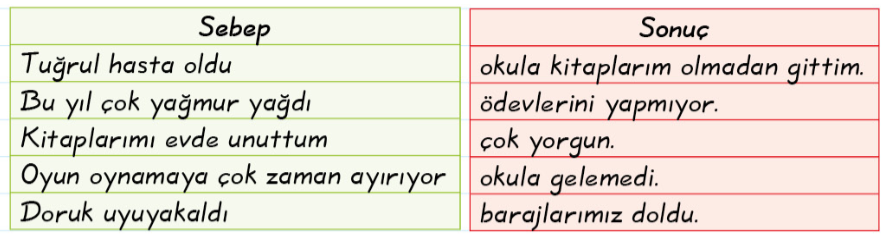 Sebep
Sonuç
Tuğrul hasta oldu
okula kitaplarım olmadan gittim.
Bu yıl çok yağmur yağdı
ödevlerini yapmıyor.
Kitaplarımı evde unuttum
çok yorgun.
Oyun oynamaya çok zaman ayırıyor
okula gelemedi.
Doruk uyuyakaldı
barajlarımız doldu.